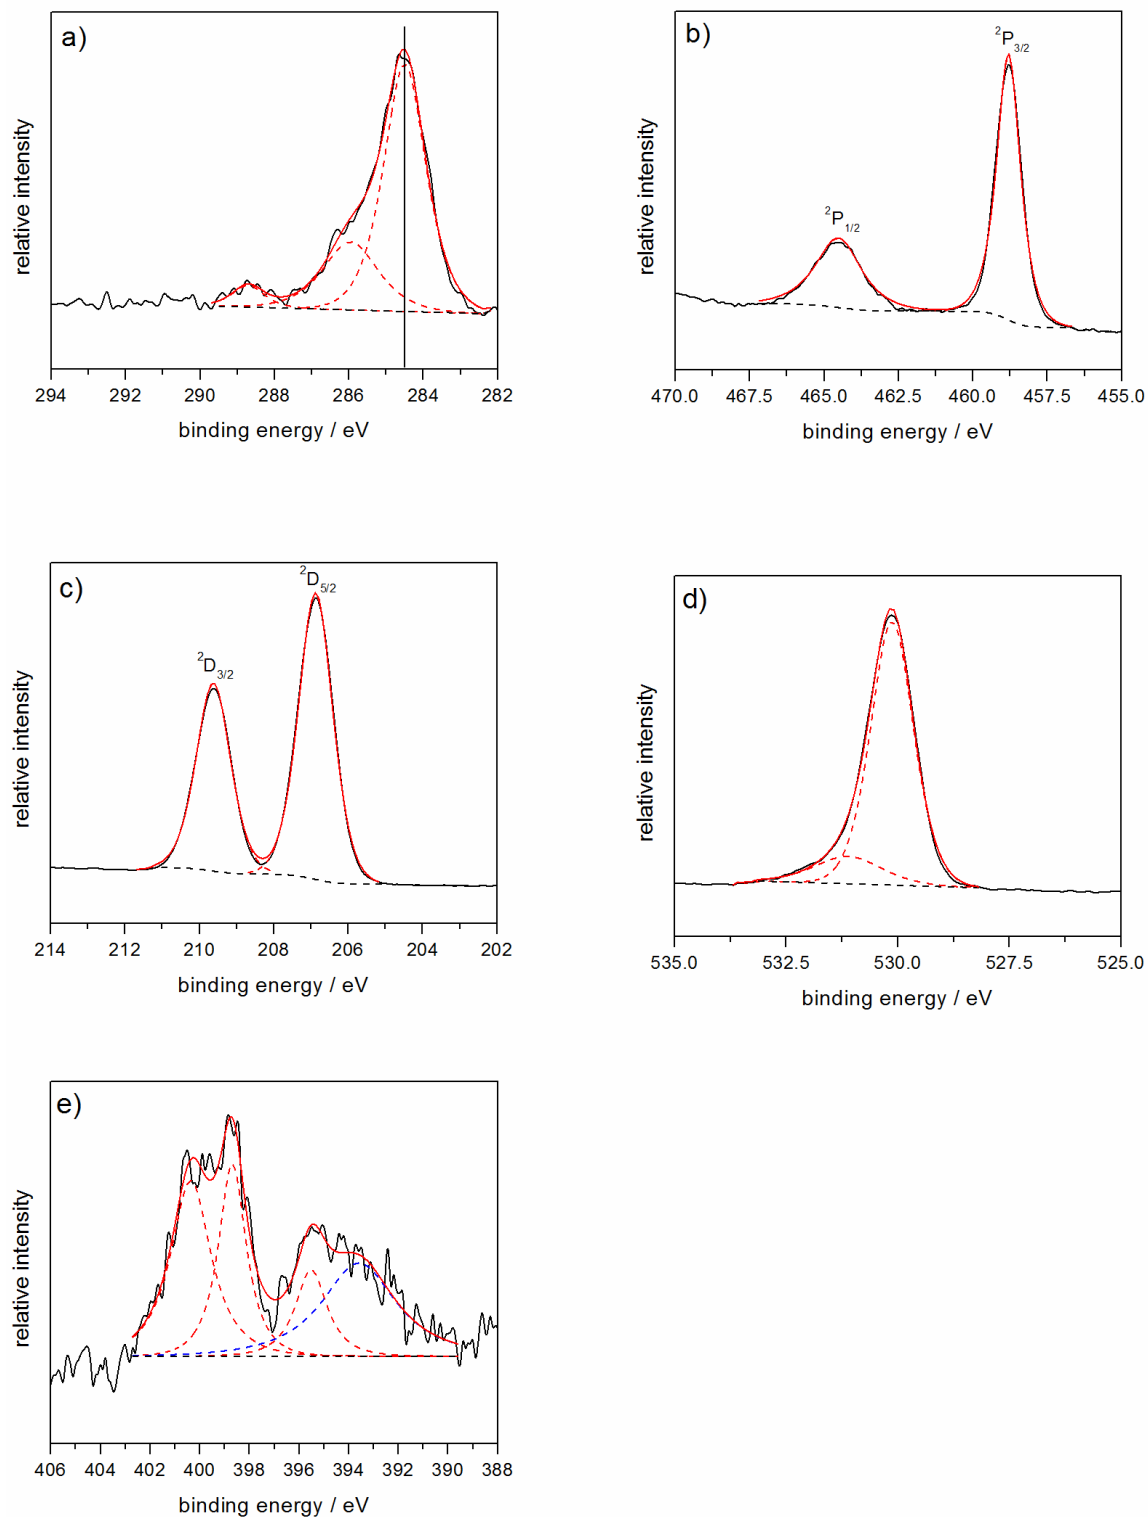 a)
relative intensity
294 292 290 288 286 284 282
binding energy / eV
b)
²P₃/₂
²P₁/₂
relative intensity
470.0 467.5 465.0 462.5 460.0 457.5 455.0
binding energy / eV
c)
²D₅/₂
²D₃/₂
relative intensity
214 212 210 208 206 204 202
binding energy / eV
d)
relative intensity
535.0 532.5 530.0 527.5 525.0
binding energy / eV
e)
relative intensity
406 404 402 400 398 396 394 392 390 388
binding energy / eV